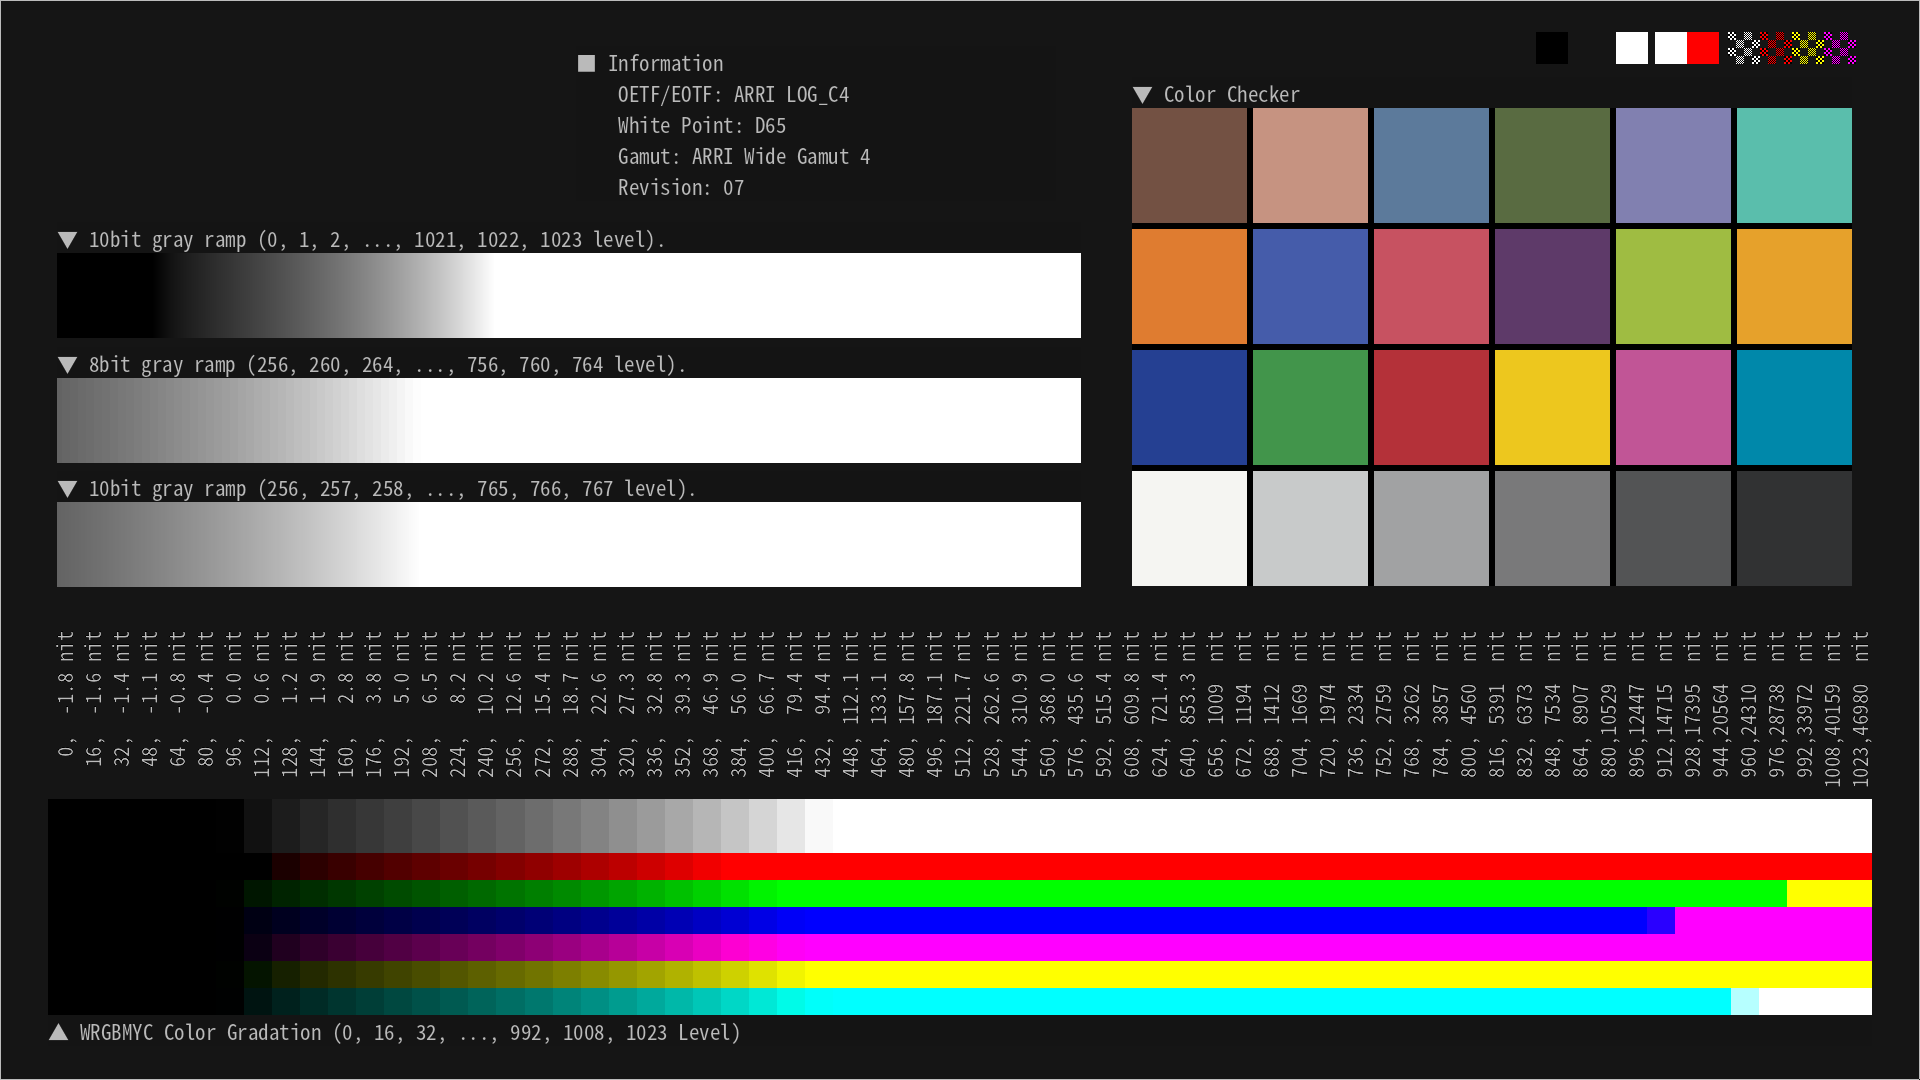 ■ Information
OETF/EOTF: ARRI LOG_C4
White Point: D65
Gamut: ARRI Wide Gamut 4
Revision: 07
▼ Color Checker
▼ 10bit gray ramp (0, 1, 2, ..., 1021, 1022, 1023 level).
▼ 8bit gray ramp (256, 260, 264, ..., 756, 760, 764 level).
▼ 10bit gray ramp (256, 257, 258, ..., 765, 766, 767 level).
0, -1.8 nit
16, -1.6 nit
32, -1.4 nit
48, -1.1 nit
64, -0.8 nit
80, -0.4 nit
96, 0.0 nit
112, 0.6 nit
128, 1.2 nit
144, 1.9 nit
160, 2.8 nit
176, 3.8 nit
192, 5.0 nit
208, 6.5 nit
224, 8.2 nit
240, 10.2 nit
256, 12.6 nit
272, 15.4 nit
288, 18.7 nit
304, 22.6 nit
320, 27.3 nit
336, 32.8 nit
352, 39.3 nit
368, 46.9 nit
384, 56.0 nit
400, 66.7 nit
416, 79.4 nit
432, 94.4 nit
448, 112.1 nit
464, 133.1 nit
480, 157.8 nit
496, 187.1 nit
512, 221.7 nit
528, 262.6 nit
544, 310.9 nit
560, 368.0 nit
576, 435.6 nit
592, 515.4 nit
608, 609.8 nit
624, 721.4 nit
640, 853.3 nit
656, 1009 nit
672, 1194 nit
688, 1412 nit
704, 1669 nit
720, 1974 nit
736, 2334 nit
752, 2759 nit
768, 3262 nit
784, 3857 nit
800, 4560 nit
816, 5391 nit
832, 6373 nit
848, 7534 nit
864, 8907 nit
880,10529 nit
896,12447 nit
912,14715 nit
928,17395 nit
944,20564 nit
960,24310 nit
976,28738 nit
992,33972 nit
1008,40159 nit
1023,46980 nit
▲ WRGBMYC Color Gradation (0, 16, 32, ..., 992, 1008, 1023 Level)